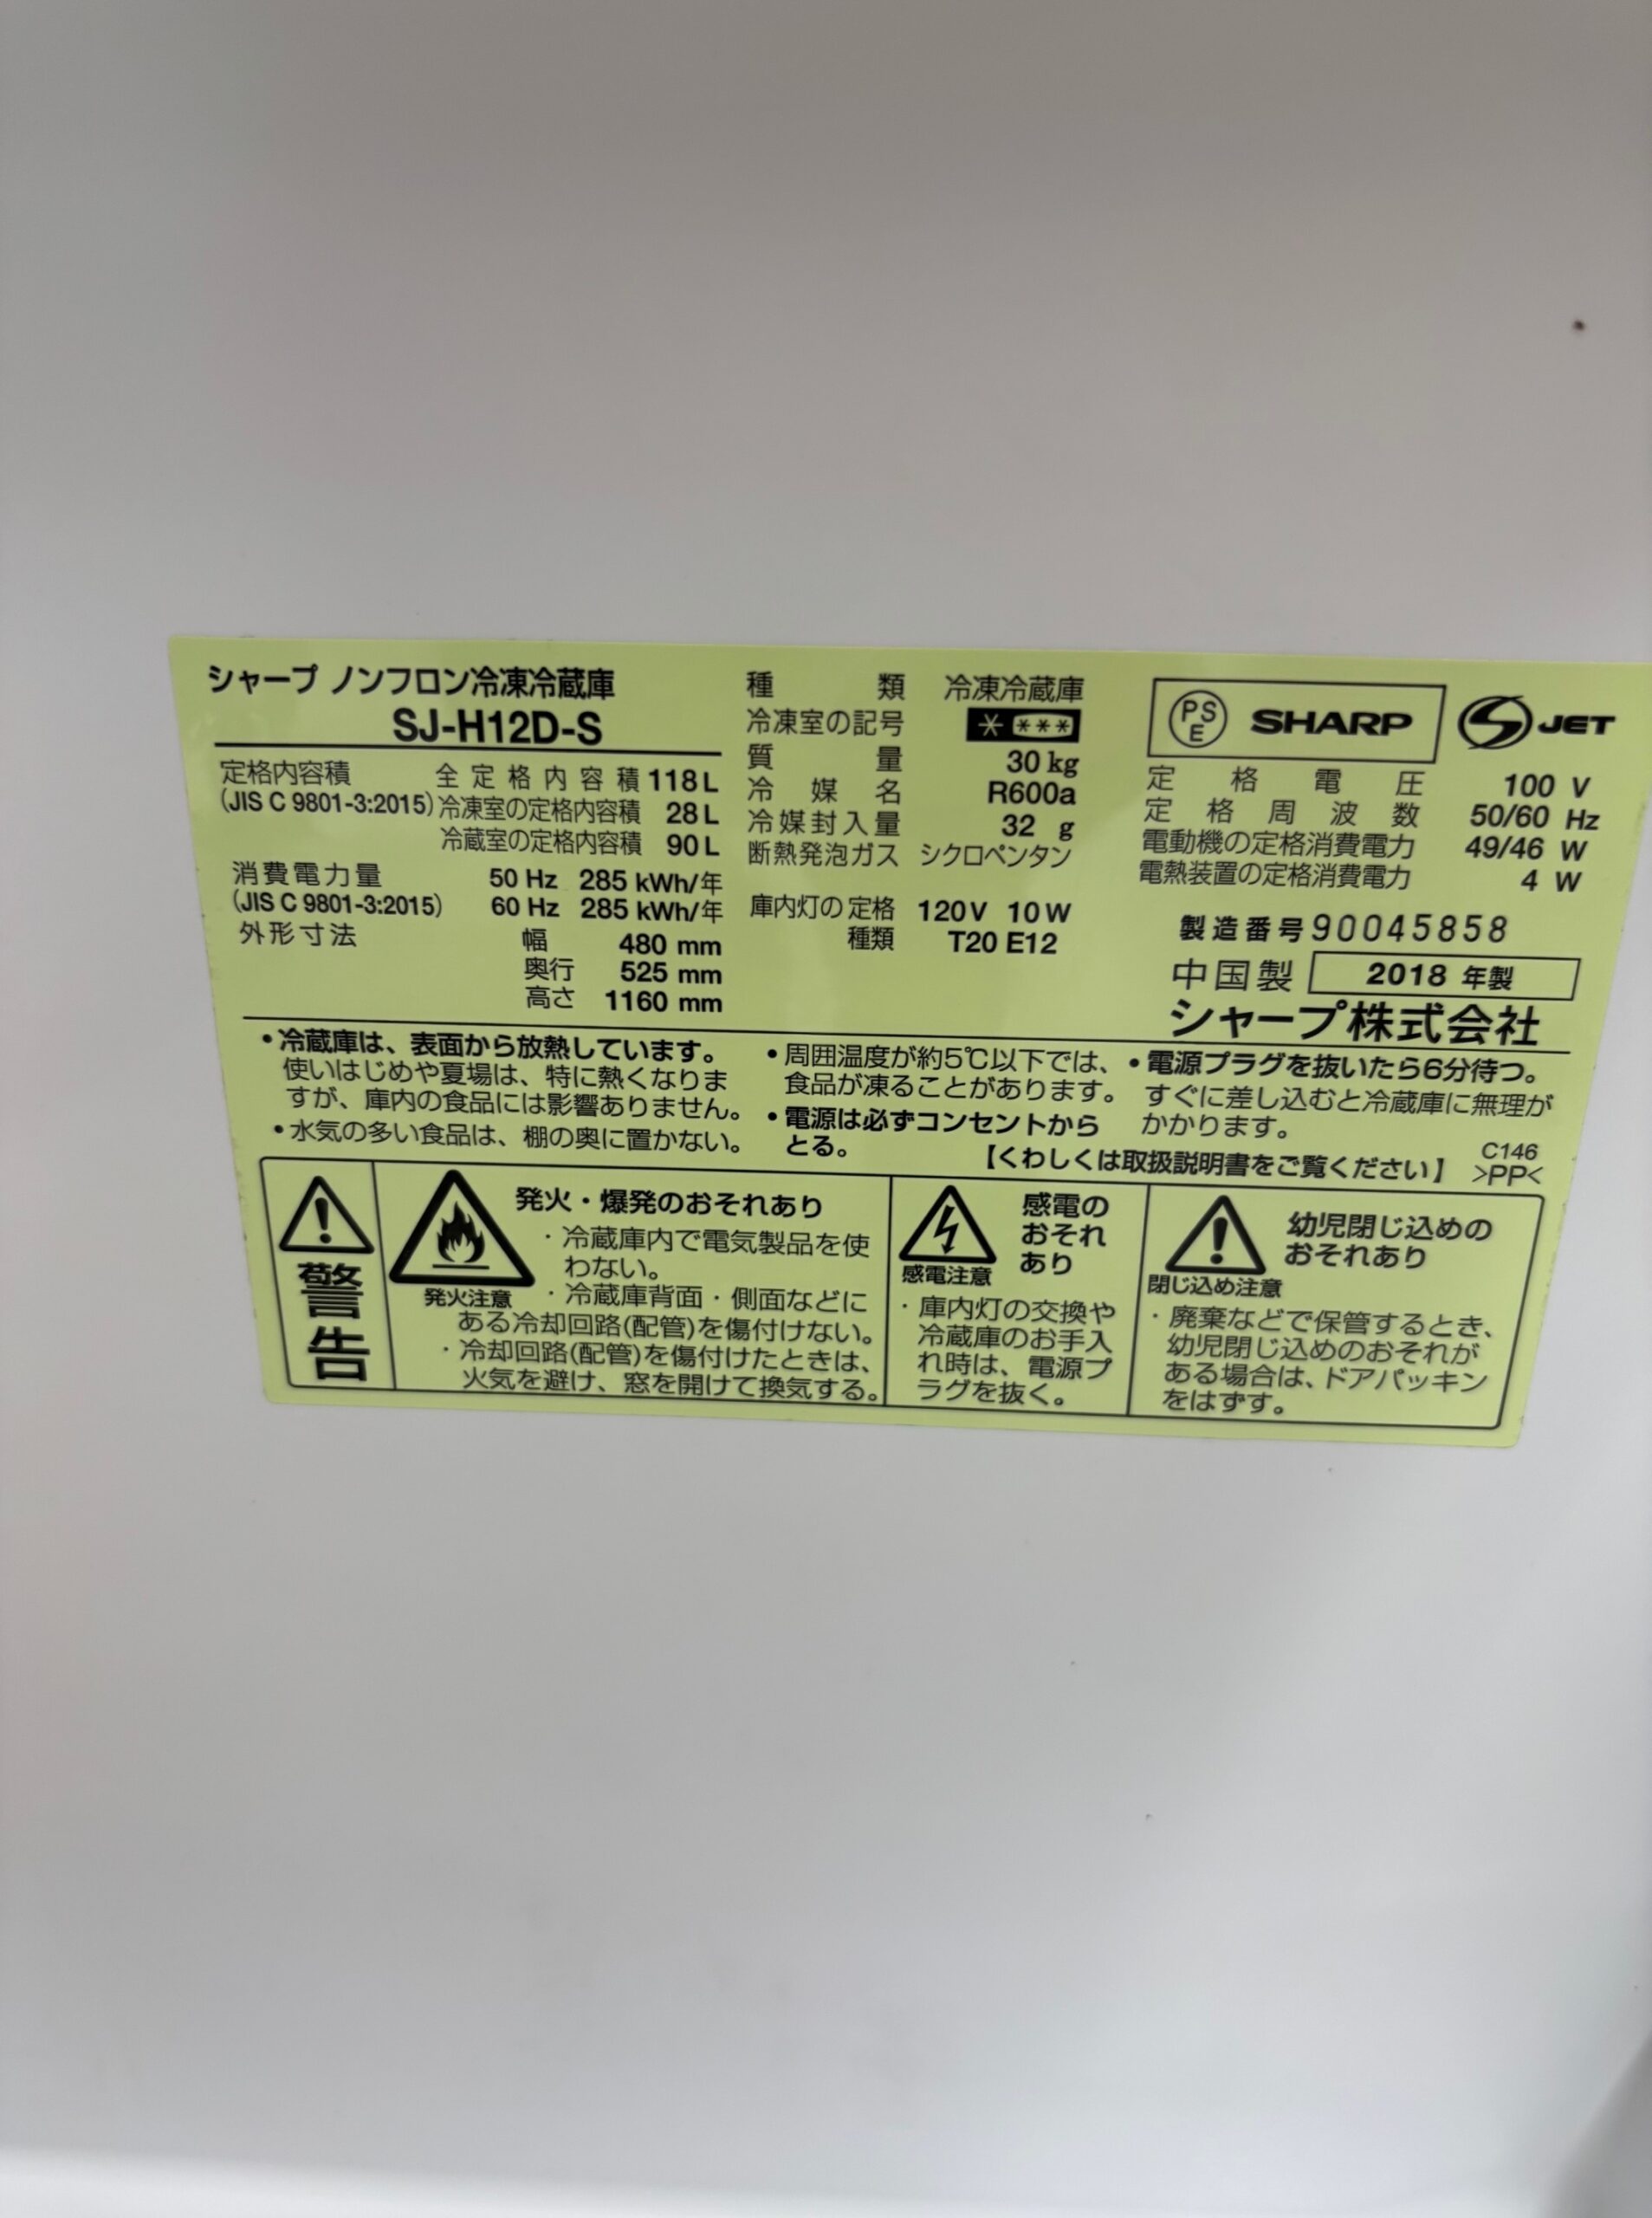 シャープ ノンフロン冷凍冷蔵庫
SJ-H12D-S
定格内容積 全定格内容積 118L
(JIS C 9801-3:2015) 冷凍室の定格内容積 28L
冷蔵室の定格内容積 90L
消費電力量 50 Hz 285 kWh/年
(JIS C 9801-3:2015) 60 Hz 285 kWh/年
外形寸法 幅 480 mm
奥行 525 mm
高さ 1160 mm
種類 冷凍冷蔵庫
冷凍室の記号 * ***
質量 30 kg
冷媒名 R600a
冷媒封入量 32 g
断熱発泡ガス シクロペンタン
庫内灯の定格 120V 10W
種類 T20 E12
PSE SHARP S JET
定格電圧 100 V
定格周波数 50/60 Hz
電動機の定格消費電力 49/46 W
電熱装置の定格消費電力 4 W
製造番号 90045858
中国製 2018 年製
シャープ株式会社
•冷蔵庫は、表面から放熱しています。
使いはじめや夏場は、特に熱くなりま
すが、庫内の食品には影響ありません。
•水気の多い食品は、棚の奥に置かない。
•周囲温度が約5℃以下では、
食品が凍ることがあります。
•電源は必ずコンセントから
とる。
•電源プラグを抜いたら6分待つ。
すぐに差し込むと冷蔵庫に無理が
かかります。
【くわしくは取扱説明書をご覧ください】
C146
>PP<
警告
発火注意
発火・爆発のおそれあり
・冷蔵庫内で電気製品を使
わない。
・冷蔵庫背面・側面などに
ある冷却回路(配管)を傷付けない。
・冷却回路(配管)を傷付けたときは、
火気を避け、窓を開けて換気する。
感電注意
感電の
おそれ
あり
・庫内灯の交換や
冷蔵庫のお手入
れ時は、電源プ
ラグを抜く。
閉じ込め注意
幼児閉じ込めの
おそれあり
・廃棄などで保管するとき、
幼児閉じ込めのおそれが
ある場合は、ドアパッキン
をはずす。